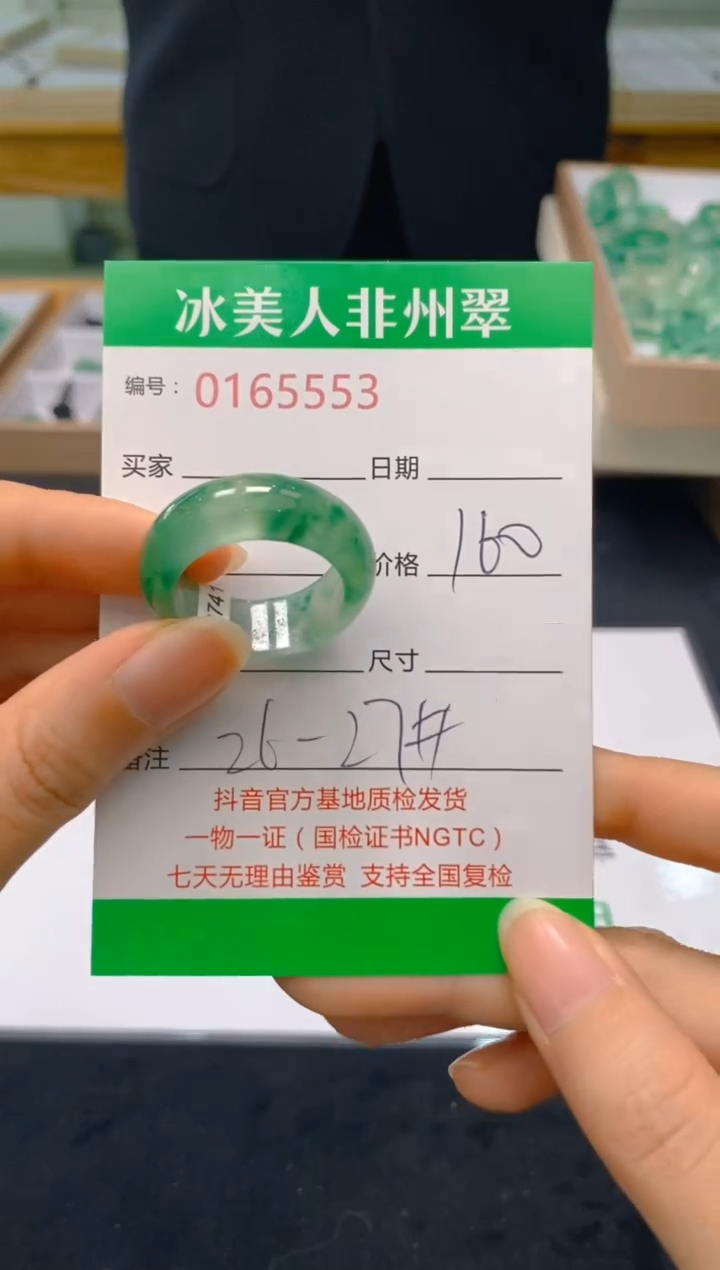 冰美人非州翠
编号：0165553
买家 日期
价格 160
尺寸
备注 26-27#
抖音官方基地质检发货
一物一证（国检证书NGTC）
七天无理由鉴赏 支持全国复检
741